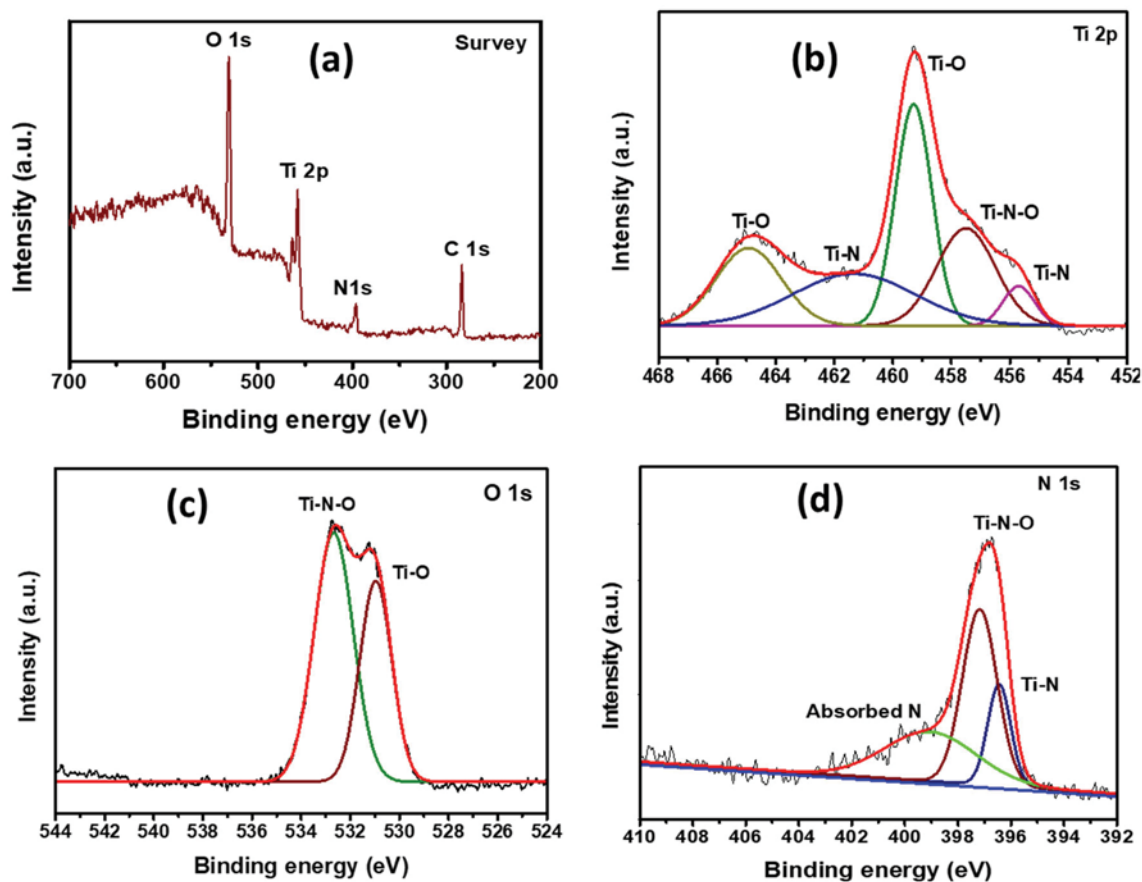 (a)
Survey
O 1s
Ti 2p
N1s
C 1s
Intensity (a.u.)
700 600 500 400 300 200
Binding energy (eV)
(b)
Ti 2p
Ti-O
Ti-O
Ti-N
Ti-N-O
Ti-N
Intensity (a.u.)
468 466 464 462 460 458 456 454 452
Binding energy (eV)
(c)
O 1s
Ti-N-O
Ti-O
Intensity (a.u.)
544 540 538 536 534 532 530 528 526 524
Binding energy (eV)
(d)
N 1s
Ti-N-O
Ti-N
Absorbed N
Intensity (a.u.)
410 408 406 404 402 400 398 396 394 392
Binding energy (eV)